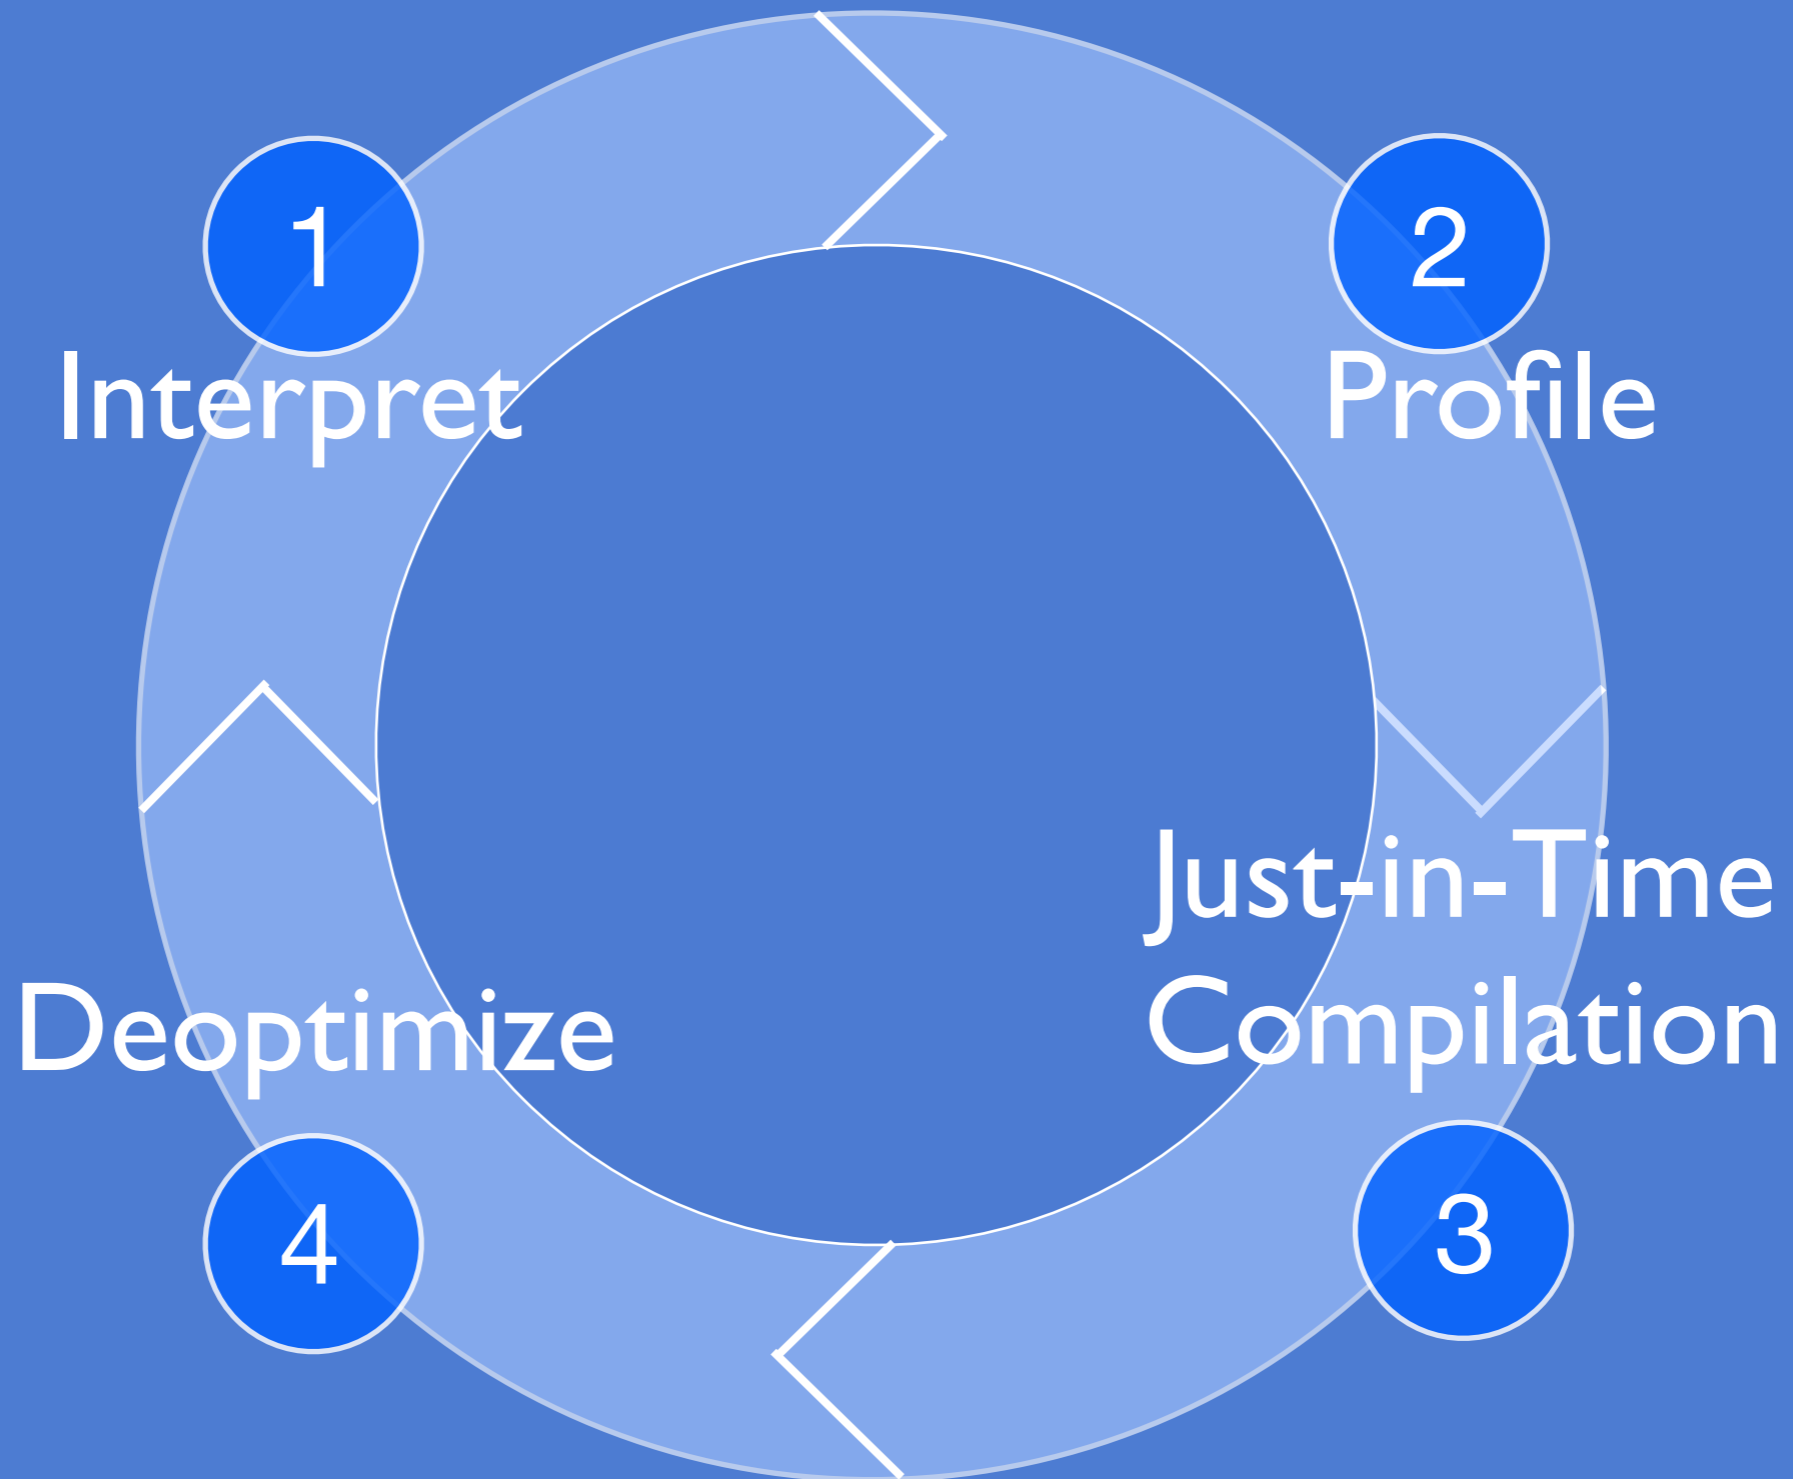 1
Interpret
2
Profile
Just-in-Time
Compilation
3
Deoptimize
4